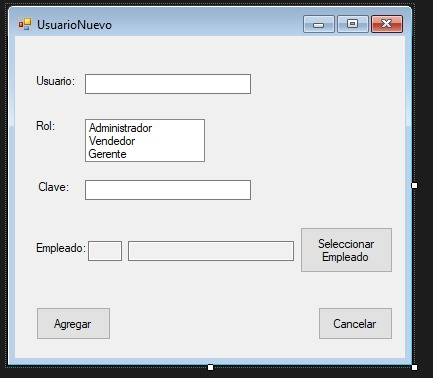 UsuarioNuevo
Usuario:
Rol:
Administrador
Vendedor
Gerente
Clave:
Empleado:
Seleccionar
Empleado
Agregar
Cancelar